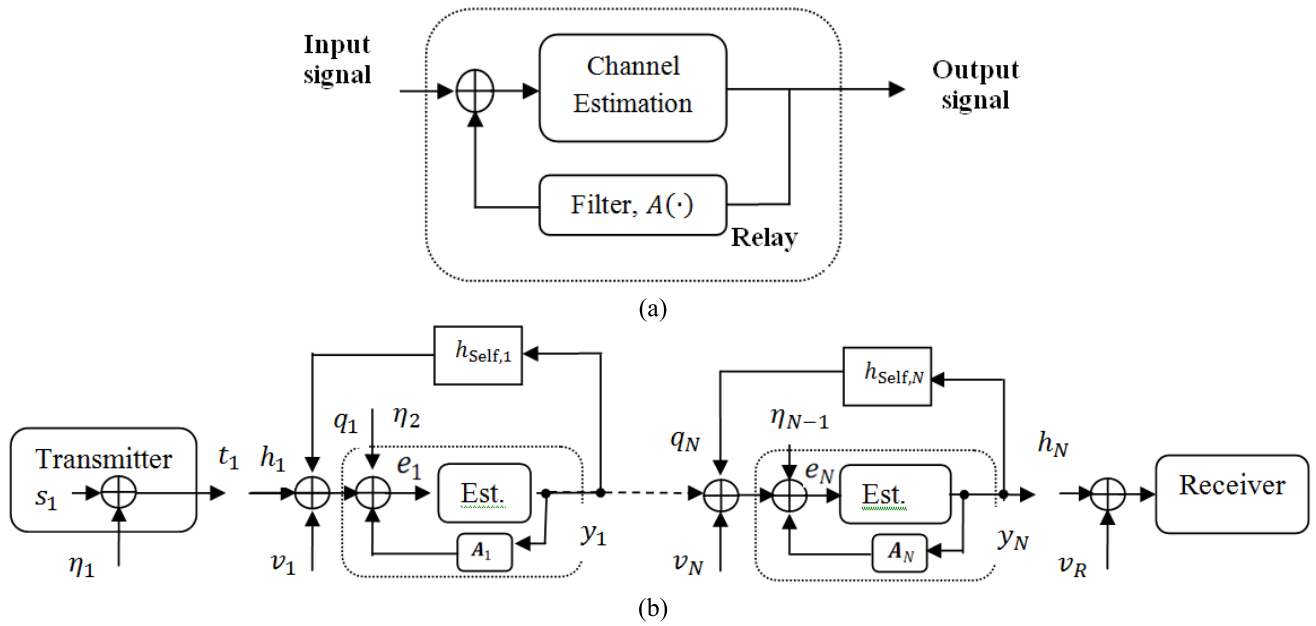 Input
signal
Channel
Estimation
Output
signal
Filter, A(·)
Relay
(a)
h_Self,1
h_Self,N
q_1 η_2
q_N η_{N−1}
Transmitter
s_1
t_1
h_1
e_1
Est.
e_N
Est.
h_N
Receiver
η_1
v_1
A_1
y_1
v_N
A_N
y_N
v_R
(b)